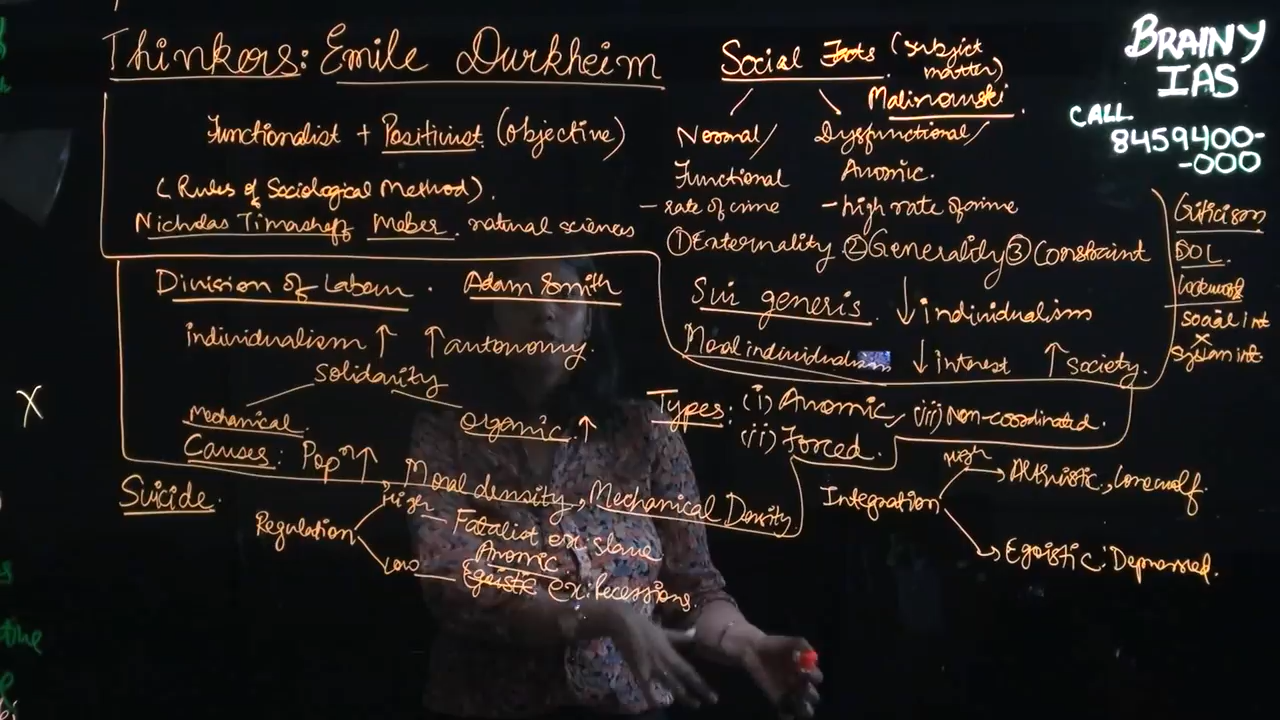 Thinkers: Emile Durkheim
Functionalist + Positivist (objective)
(Rules of Sociological Method).
Nicholas Timasheff natural sciences
Social Facts (subject matter)
Malinowski
Normal/ Functional
- rate of crime
Dysfunctional/ Anomic.
- high rate of crime
① Externality ② Generality ③ Constraint
Sui generis. ↓ individualism
Moral individualism ↓ interest ↑ Society.
Criticism
DOL.
Lockwood
social int
X
system int.
Division of Labour. Adam Smith
individualism ↑ ↑ autonomy.
Solidarity
Mechanical Organic ↑
Causes: Popⁿ ↑, Moral density, Mechanical Density
Types: (i) Anomic, (iii) Non-coordinated.
(ii) Forced.
Suicide.
Regulation
High - Fatalist ex: slave
Anomic
Low - Egoistic ex: Recessions.
Integration
High
Altruistic, Lone wolf.
Egoistic: Depressed.
X
BRAINY
IAS
CALL
8459400-
-000